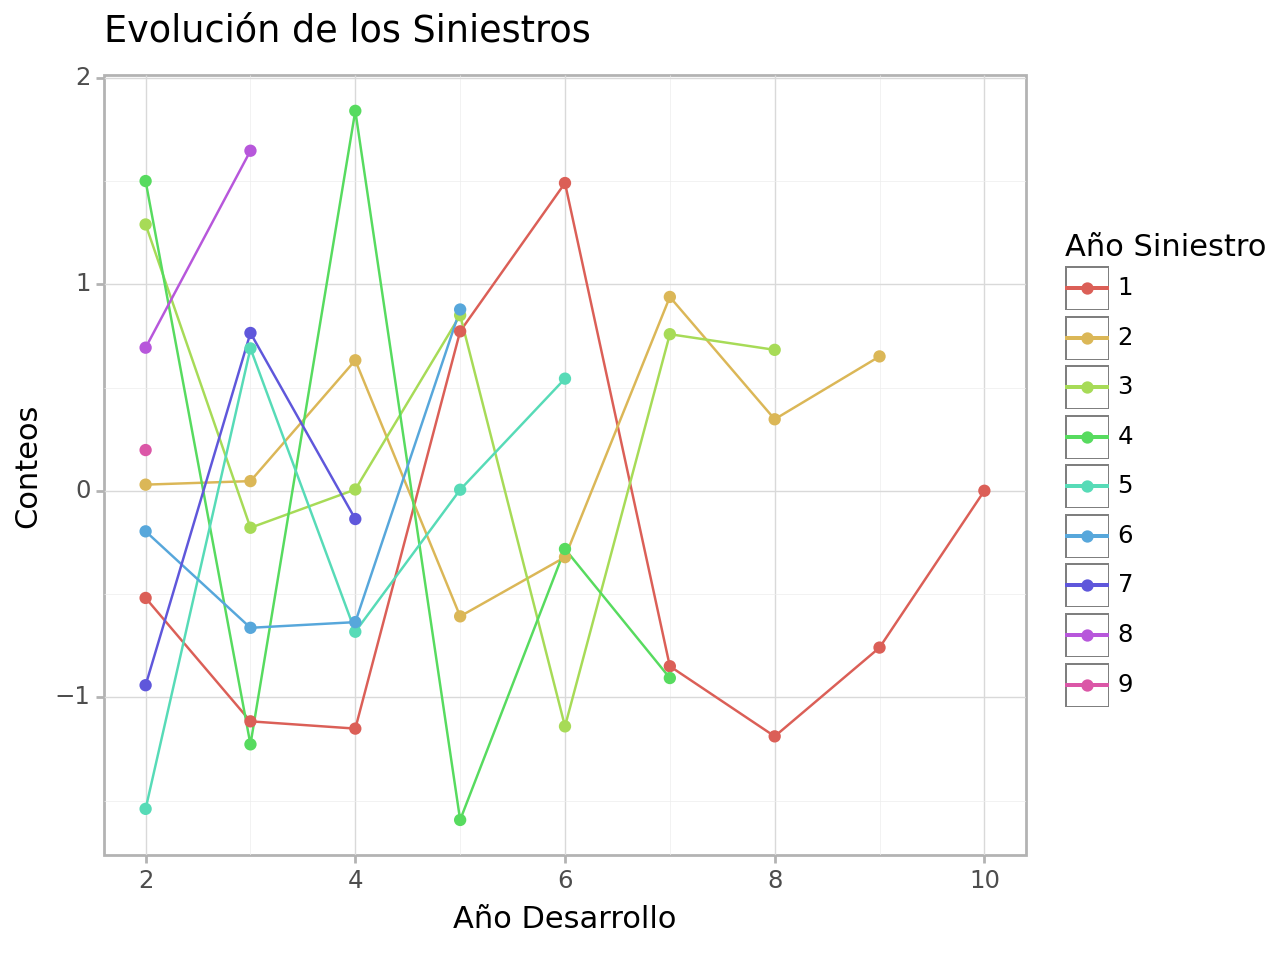 Evolución de los Siniestros
2
1
0
−1
Conteos
2 4 6 8 10
Año Desarrollo
Año Siniestro
1
2
3
4
5
6
7
8
9